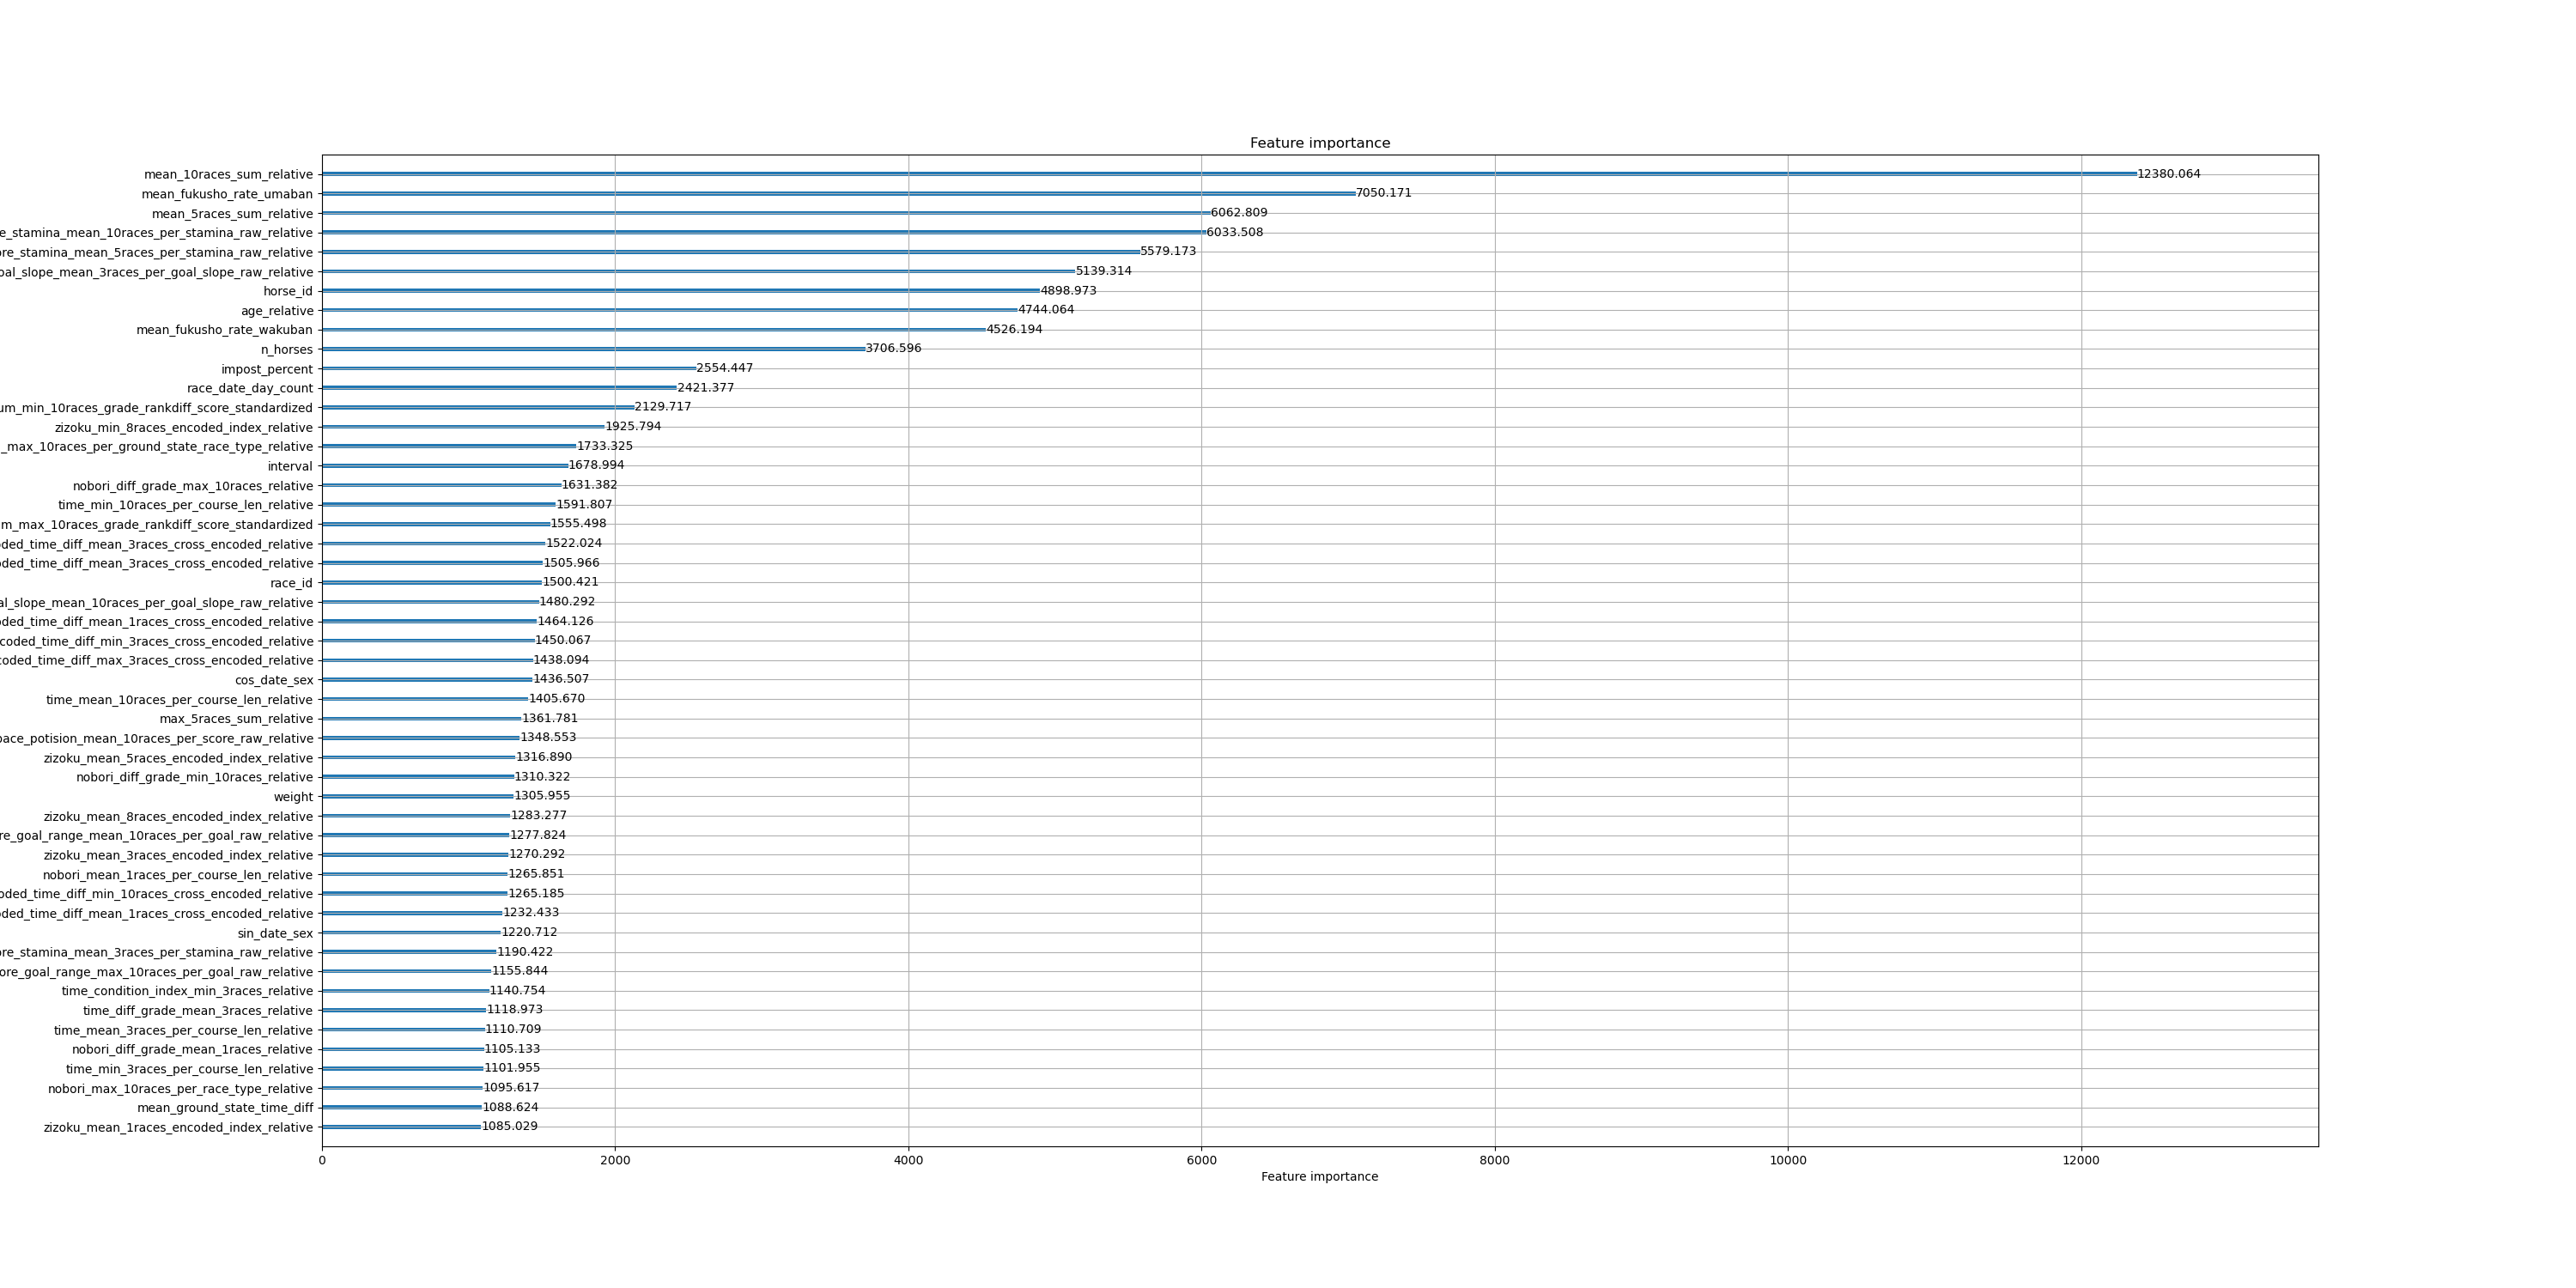 Feature importance
mean_10races_sum_relative 12380.064
mean_fukusho_rate_umaban 7050.171
mean_5races_sum_relative 6062.809
e_stamina_mean_10races_per_stamina_raw_relative 6033.508
re_stamina_mean_5races_per_stamina_raw_relative 5579.173
al_slope_mean_3races_per_goal_slope_raw_relative 5139.314
horse_id 4898.973
age_relative 4744.064
mean_fukusho_rate_wakuban 4526.194
n_horses 3706.596
impost_percent 2554.447
race_date_day_count 2421.377
um_min_10races_grade_rankdiff_score_standardized 2129.717
zizoku_min_8races_encoded_index_relative 1925.794
_max_10races_per_ground_state_race_type_relative 1733.325
interval 1678.994
nobori_diff_grade_max_10races_relative 1631.382
time_min_10races_per_course_len_relative 1591.807
m_max_10races_grade_rankdiff_score_standardized 1555.498
ded_time_diff_mean_3races_cross_encoded_relative 1522.024
ded_time_diff_mean_3races_cross_encoded_relative 1505.966
race_id 1500.421
al_slope_mean_10races_per_goal_slope_raw_relative 1480.292
ded_time_diff_mean_1races_cross_encoded_relative 1464.126
coded_time_diff_min_3races_cross_encoded_relative 1450.067
oded_time_diff_max_3races_cross_encoded_relative 1438.094
cos_date_sex 1436.507
time_mean_10races_per_course_len_relative 1405.670
max_5races_sum_relative 1361.781
pace_potision_mean_10races_per_score_raw_relative 1348.553
zizoku_mean_5races_encoded_index_relative 1316.890
nobori_diff_grade_min_10races_relative 1310.322
weight 1305.955
zizoku_mean_8races_encoded_index_relative 1283.277
re_goal_range_mean_10races_per_goal_raw_relative 1277.824
zizoku_mean_3races_encoded_index_relative 1270.292
nobori_mean_1races_per_course_len_relative 1265.851
ded_time_diff_min_10races_cross_encoded_relative 1265.185
ded_time_diff_mean_1races_cross_encoded_relative 1232.433
sin_date_sex 1220.712
re_stamina_mean_3races_per_stamina_raw_relative 1190.422
ore_goal_range_max_10races_per_goal_raw_relative 1155.844
time_condition_index_min_3races_relative 1140.754
time_diff_grade_mean_3races_relative 1118.973
time_mean_3races_per_course_len_relative 1110.709
nobori_diff_grade_mean_1races_relative 1105.133
time_min_3races_per_course_len_relative 1101.955
nobori_max_10races_per_race_type_relative 1095.617
mean_ground_state_time_diff 1088.624
zizoku_mean_1races_encoded_index_relative 1085.029
0 2000 4000 6000 8000 10000 12000
Feature importance